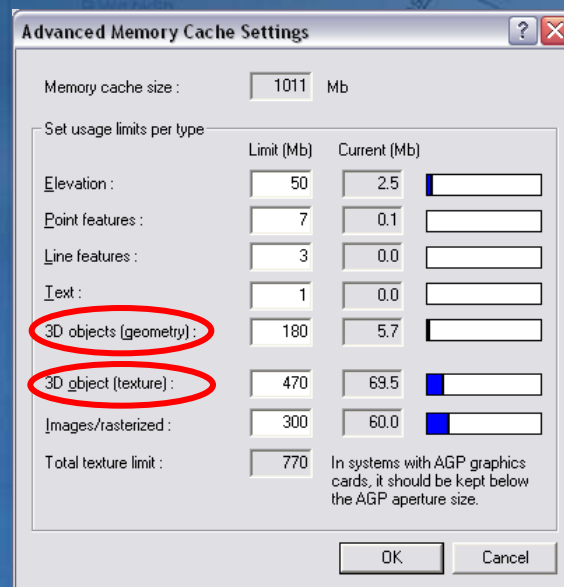 Advanced Memory Cache Settings
Memory cache size : 1011 Mb
Set usage limits per type
Limit (Mb) Current (Mb)
Elevation : 50 2.5
Point features : 7 0.1
Line features : 3 0.0
Text : 1 0.0
3D objects (geometry) : 180 5.7
3D object (texture) : 470 69.5
Images/rasterized : 300 60.0
Total texture limit : 770
In systems with AGP graphics
cards, it should be kept below
the AGP aperture size.
OK Cancel